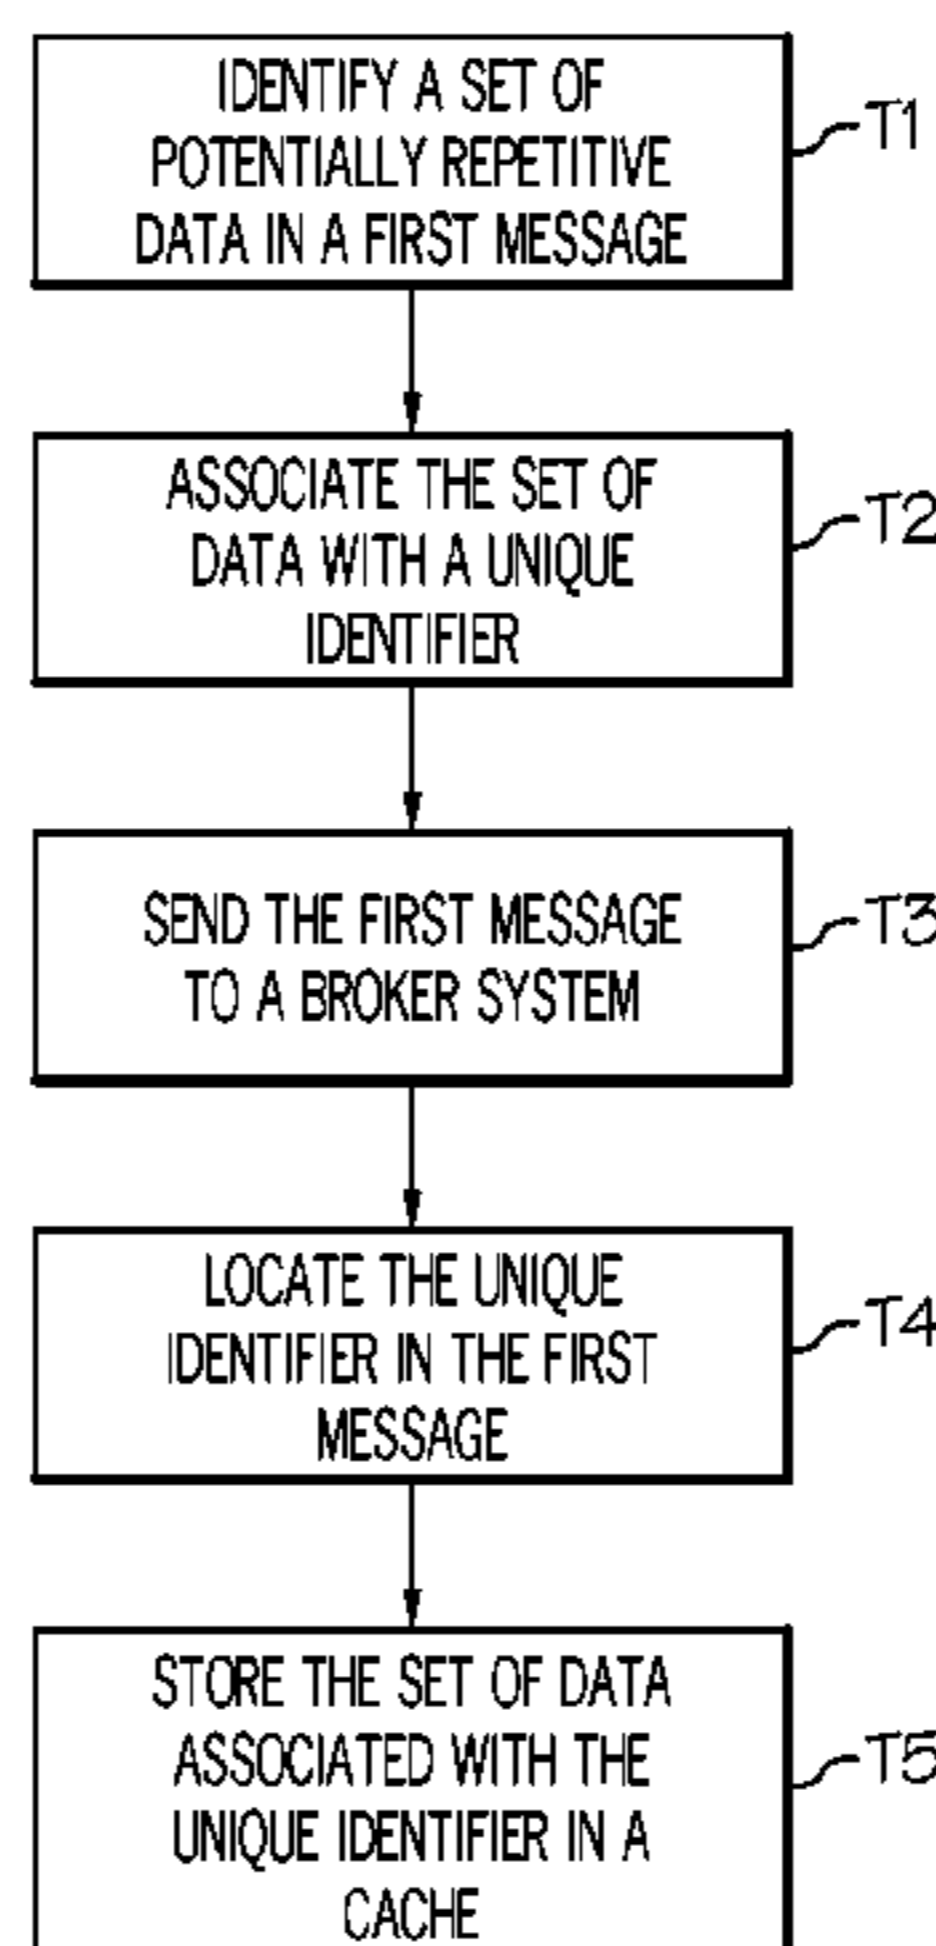 IDENTIFY A SET OF
POTENTIALLY REPETITIVE
DATA IN A FIRST MESSAGE
T1
ASSOCIATE THE SET OF
DATA WITH A UNIQUE
IDENTIFIER
T2
SEND THE FIRST MESSAGE
TO A BROKER SYSTEM
T3
LOCATE THE UNIQUE
IDENTIFIER IN THE FIRST
MESSAGE
T4
STORE THE SET OF DATA
ASSOCIATED WITH THE
UNIQUE IDENTIFIER IN A
CACHE
T5